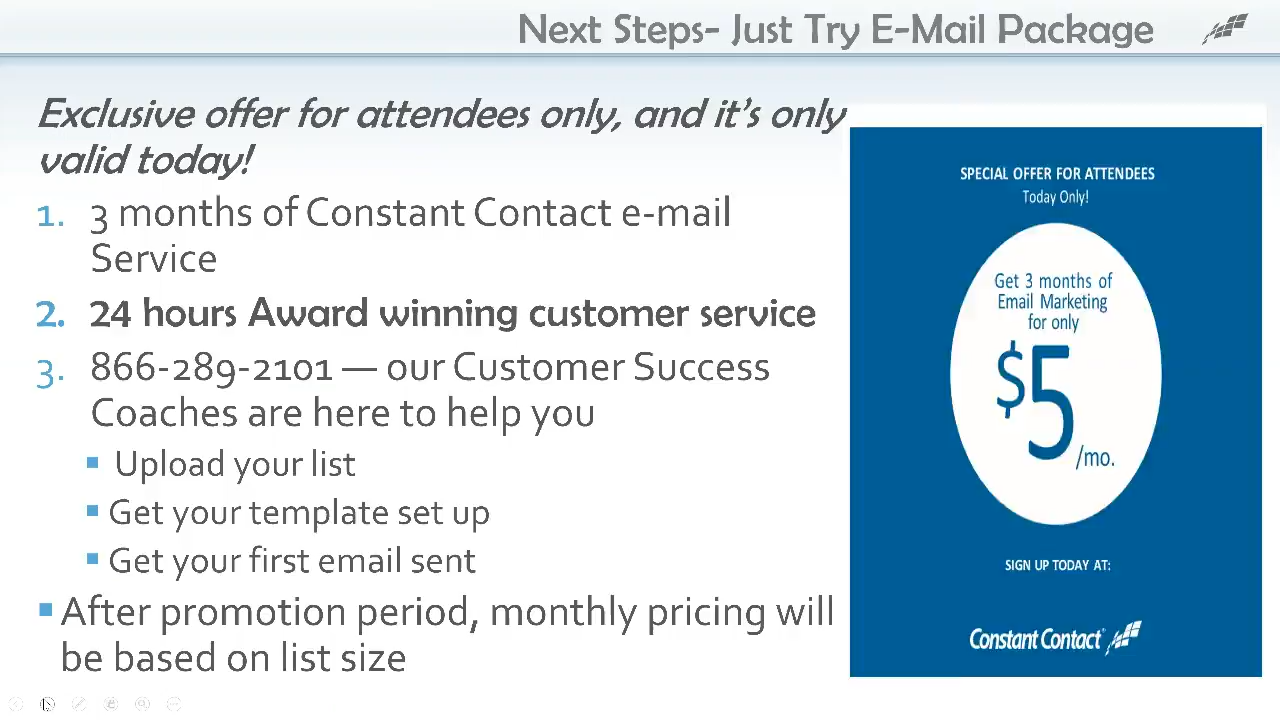 Next Steps- Just Try E-Mail Package
Exclusive offer for attendees only, and it's only
valid today!
1. 3 months of Constant Contact e-mail
Service
2. 24 hours Award winning customer service
3. 866-289-2101 — our Customer Success
Coaches are here to help you
Upload your list
Get your template set up
Get your first email sent
After promotion period, monthly pricing will
be based on list size
SPECIAL OFFER FOR ATTENDEES
Today Only!
Get 3 months of
Email Marketing
for only
$5
/mo.
SIGN UP TODAY AT:
Constant Contact